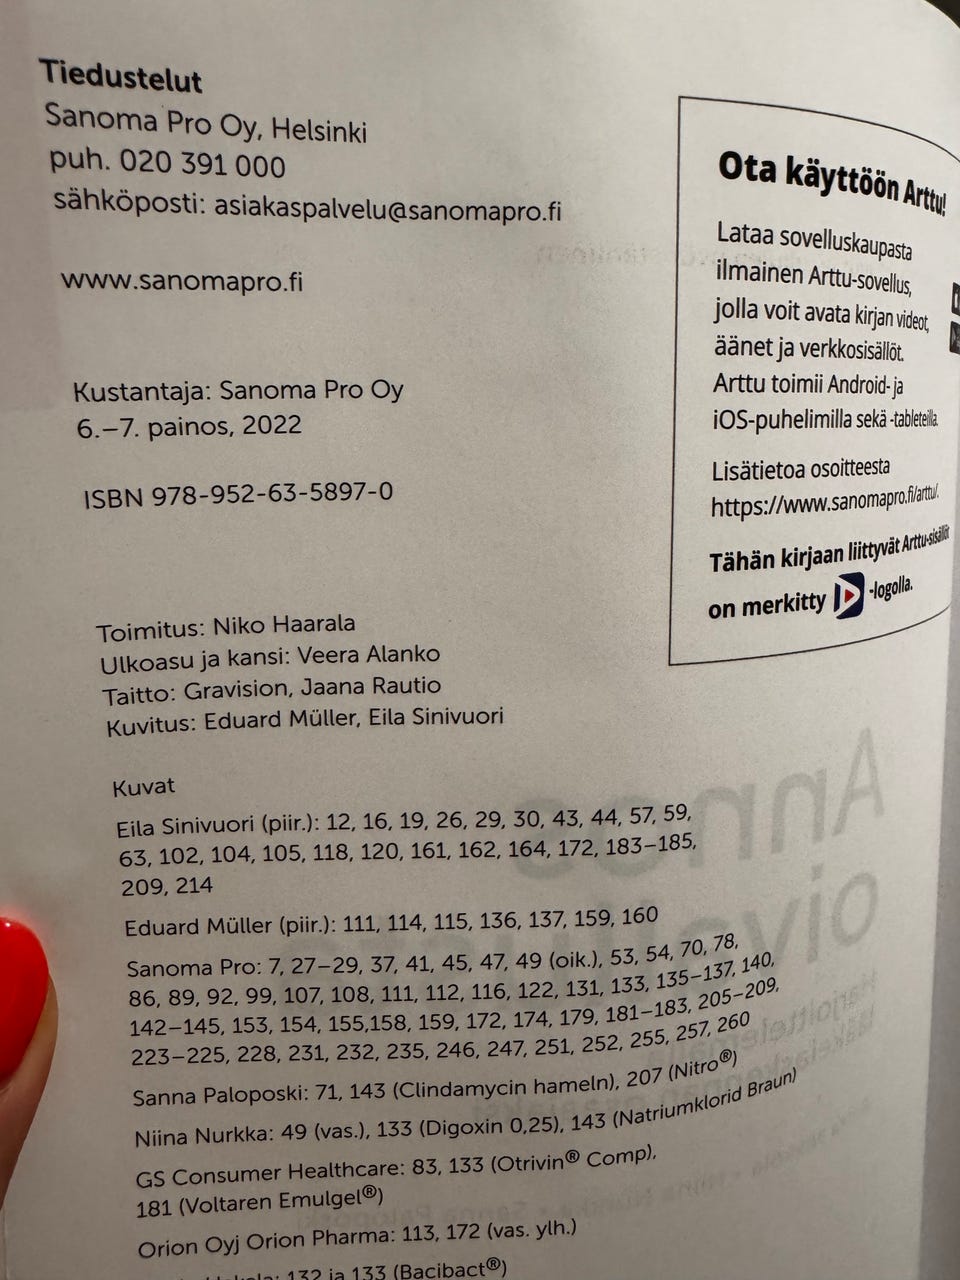 Tiedustelut
Sanoma Pro Oy, Helsinki
puh. 020 391 000
sähköposti: asiakaspalvelu@sanomapro.fi
www.sanomapro.fi
Kustantaja: Sanoma Pro Oy
6.–7. painos, 2022
ISBN 978-952-63-5897-0
Toimitus: Niko Haarala
Ulkoasu ja kansi: Veera Alanko
Taitto: Gravision, Jaana Rautio
Kuvitus: Eduard Müller, Eila Sinivuori
Kuvat
Eila Sinivuori (piir.): 12, 16, 19, 26, 29, 30, 43, 44, 57, 59,
63, 102, 104, 105, 118, 120, 161, 162, 164, 172, 183–185,
209, 214
Eduard Müller (piir.): 111, 114, 115, 136, 137, 159, 160
Sanoma Pro: 7, 27–29, 37, 41, 45, 47, 49 (oik.), 53, 54, 70, 78,
86, 89, 92, 99, 107, 108, 111, 112, 116, 122, 131, 133, 135–137, 140,
142–145, 153, 154, 155,158, 159, 172, 174, 179, 181–183, 205–209,
223–225, 228, 231, 232, 235, 246, 247, 251, 252, 255, 257, 260
Sanna Paloposki: 71, 143 (Clindamycin hameln), 207 (Nitro®)
Niina Nurkka: 49 (vas.), 133 (Digoxin 0,25), 143 (Natriumklorid Braun)
GS Consumer Healthcare: 83, 133 (Otrivin® Comp),
181 (Voltaren Emulgel®)
Orion Oyj Orion Pharma: 113, 172 (vas. ylh.)
132 ja 133 (Bacibact®)
Ota käyttöön Arttu!
Lataa sovelluskaupasta
ilmainen Arttu-sovellus,
jolla voit avata kirjan videot,
äänet ja verkkosisällöt.
Arttu toimii Android- ja
iOS-puhelimilla sekä -tableteilla.
Lisätietoa osoitteesta
https://www.sanomapro.fi/arttu/.
Tähän kirjaan liittyvät Arttu-sisällöt
on merkitty -logolla.